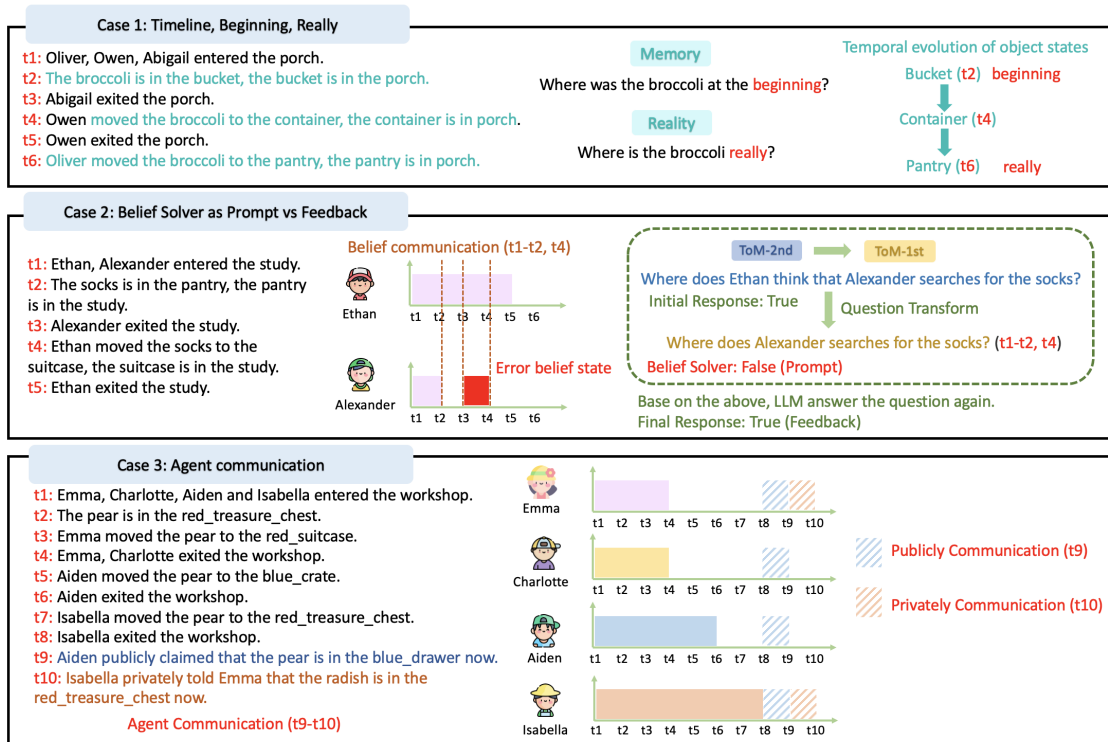 Case 1: Timeline, Beginning, Really
t1: Oliver, Owen, Abigail entered the porch.
t2: The broccoli is in the bucket, the bucket is in the porch.
t3: Abigail exited the porch.
t4: Owen moved the broccoli to the container, the container is in porch.
t5: Owen exited the porch.
t6: Oliver moved the broccoli to the pantry, the pantry is in porch.
Memory
Where was the broccoli at the beginning?
Reality
Where is the broccoli really?
Temporal evolution of object states
Bucket (t2) beginning
Container (t4)
Pantry (t6) really
Case 2: Belief Solver as Prompt vs Feedback
t1: Ethan, Alexander entered the study.
t2: The socks is in the pantry, the pantry
is in the study.
t3: Alexander exited the study.
t4: Ethan moved the socks to the
suitcase, the suitcase is in the study.
t5: Ethan exited the study.
Belief communication (t1-t2, t4)
Ethan
t1 t2 t3 t4 t5 t6
Error belief state
Alexander
t1 t2 t3 t4 t5 t6
ToM-2nd ToM-1st
Where does Ethan think that Alexander searches for the socks?
Initial Response: True
Question Transform
Where does Alexander searches for the socks? (t1-t2, t4)
Belief Solver: False (Prompt)
Base on the above, LLM answer the question again.
Final Response: True (Feedback)
Case 3: Agent communication
t1: Emma, Charlotte, Aiden and Isabella entered the workshop.
t2: The pear is in the red_treasure_chest.
t3: Emma moved the pear to the red_suitcase.
t4: Emma, Charlotte exited the workshop.
t5: Aiden moved the pear to the blue_crate.
t6: Aiden exited the workshop.
t7: Isabella moved the pear to the red_treasure_chest.
t8: Isabella exited the workshop.
t9: Aiden publicly claimed that the pear is in the blue_drawer now.
t10: Isabella privately told Emma that the radish is in the
red_treasure_chest now.
Agent Communication (t9-t10)
Emma
t1 t2 t3 t4 t5 t6 t7 t8 t9 t10
Charlotte
t1 t2 t3 t4 t5 t6 t7 t8 t9 t10
Aiden
t1 t2 t3 t4 t5 t6 t7 t8 t9 t10
Isabella
t1 t2 t3 t4 t5 t6 t7 t8 t9 t10
Publicly Communication (t9)
Privately Communication (t10)